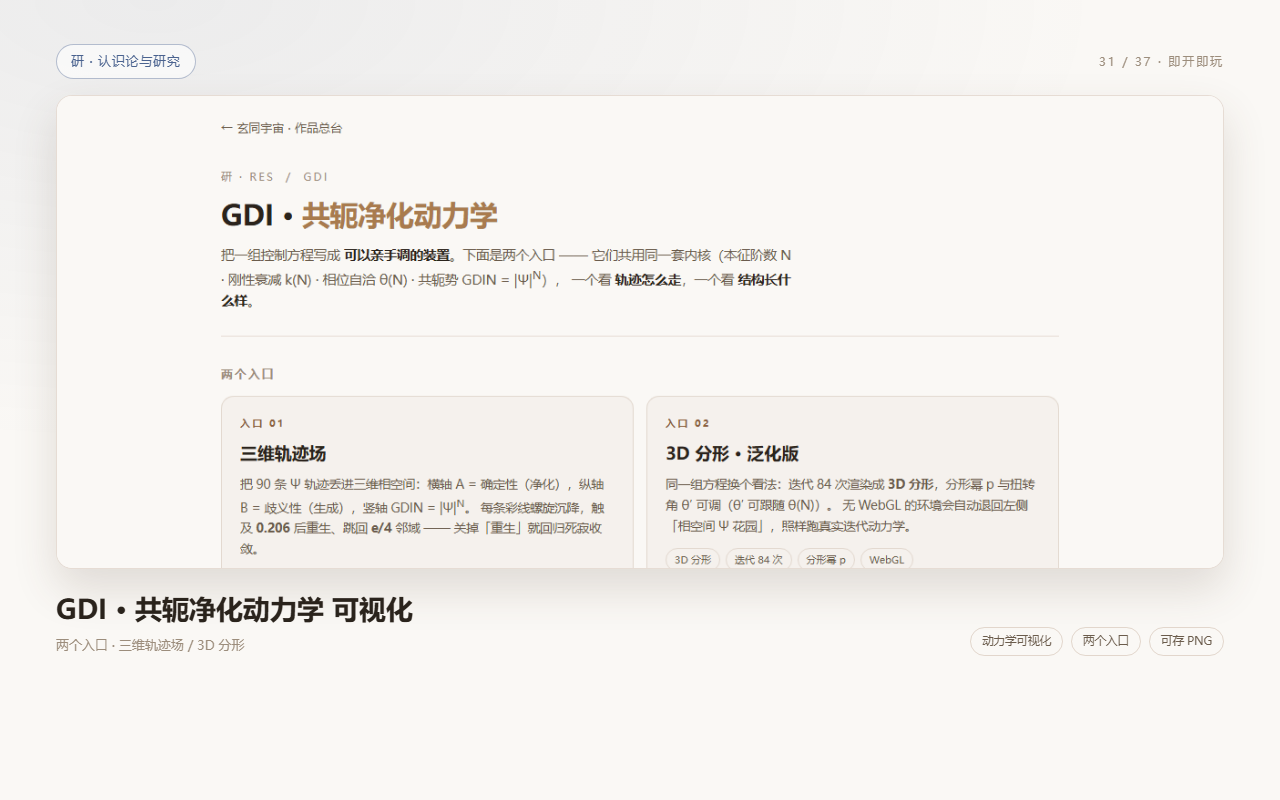 研 · 认识论与研究
31 / 37 · 即开即玩
← 玄同宇宙 · 作品总台
研 · RES / GDI
GDI · 共轭净化动力学
把一组控制方程写成 可以亲手调的装置。下面是两个入口 —— 它们共用同一套内核（本征阶数 N
· 刚性衰减 k(N) · 相位自洽 θ(N) · 共轭势 GDIN = |Ψ|^N），一个看 轨迹怎么走，一个看 结构长什
么样。
两个入口
入口 01
三维轨迹场
把 90 条 Ψ 轨迹丢进三维相空间：横轴 A = 确定性（净化），纵轴
B = 歧义性（生成），竖轴 GDIN = |Ψ|^N。 每条彩线螺旋沉降，触
及 0.206 后重生、跳回 e/4 邻域 —— 关掉「重生」就回归死寂收
敛。
入口 02
3D 分形 · 泛化版
同一组方程换个看法：迭代 84 次渲染成 3D 分形，分形幂 p 与扭转
角 θ′ 可调（θ′ 可跟随 θ(N)）。 无 WebGL 的环境会自动退回左侧
「相空间 Ψ 花园」，照样跑真实迭代动力学。
3D 分形
迭代 84 次
分形幂 p
WebGL
GDI · 共轭净化动力学 可视化
两个入口 · 三维轨迹场 / 3D 分形
动力学可视化
两个入口
可存 PNG